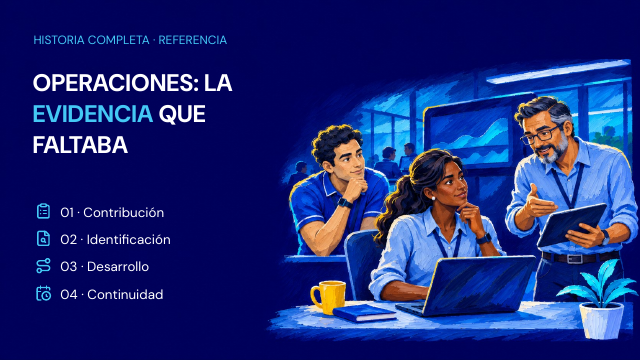 HISTORIA COMPLETA · REFERENCIA
OPERACIONES: LA
EVIDENCIA QUE
FALTABA
01 · Contribución
02 · Identificación
03 · Desarrollo
04 · Continuidad